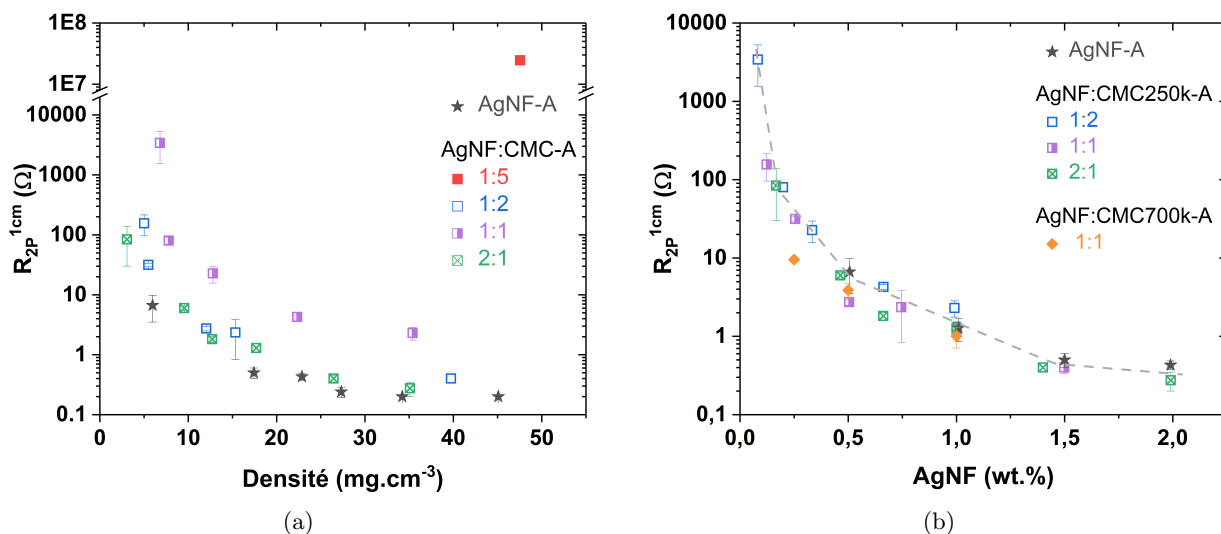 1E8
1E7
10000
1000
100
10
1
0.1
R2P1cm (Ω)
0 10 20 30 40 50
Densité (mg.cm-3)
AgNF-A
AgNF:CMC-A
1:5
1:2
1:1
2:1
(a)
10000
1000
100
10
1
0,1
R2P1cm (Ω)
0,0 0,5 1,0 1,5 2,0
AgNF (wt.%)
AgNF-A
AgNF:CMC250k-A
1:2
1:1
2:1
AgNF:CMC700k-A
1:1
(b)